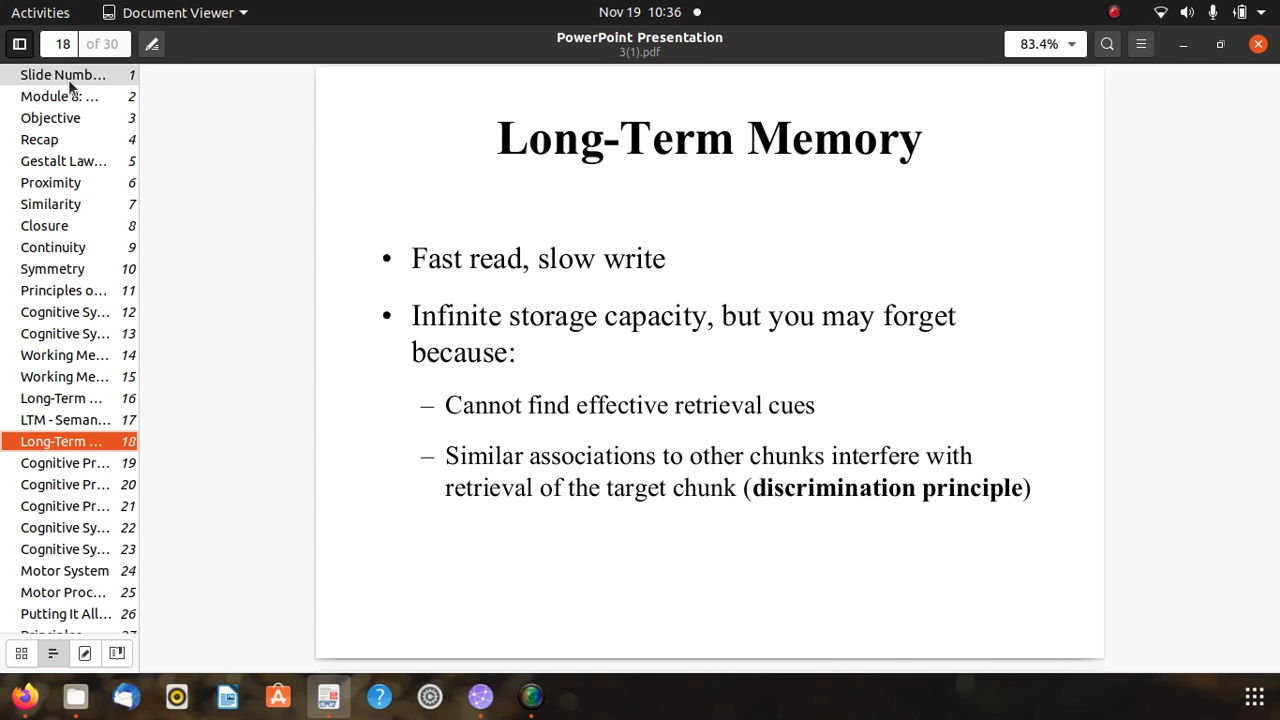 Activities
Document Viewer
Nov 19 10:36
18 of 30
PowerPoint Presentation
3(1).pdf
83.4%
Slide Numb... 1
Module 8: ... 2
Objective 3
Recap 4
Gestalt Law... 5
Proximity 6
Similarity 7
Closure 8
Continuity 9
Symmetry 10
Principles o... 11
Cognitive Sy... 12
Cognitive Sy... 13
Working Me... 14
Working Me... 15
Long-Term ... 16
LTM - Seman... 17
Long-Term ... 18
Cognitive Pr... 19
Cognitive Pr... 20
Cognitive Pr... 21
Cognitive Sy... 22
Cognitive Sy... 23
Motor System 24
Motor Proc... 25
Putting It All... 26
Long-Term Memory
• Fast read, slow write
• Infinite storage capacity, but you may forget
because:
– Cannot find effective retrieval cues
– Similar associations to other chunks interfere with
retrieval of the target chunk (discrimination principle)